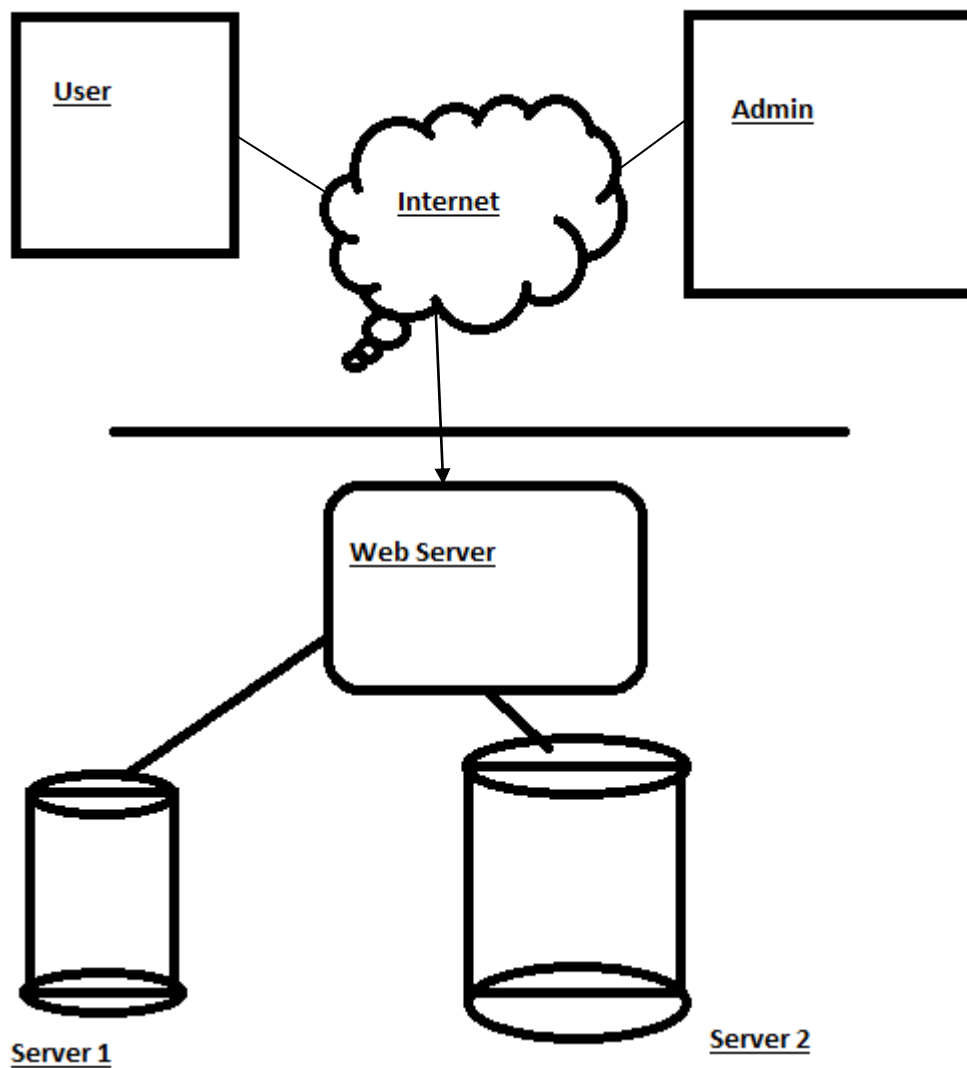 User
Admin
Internet
Web Server
Server 1
Server 2